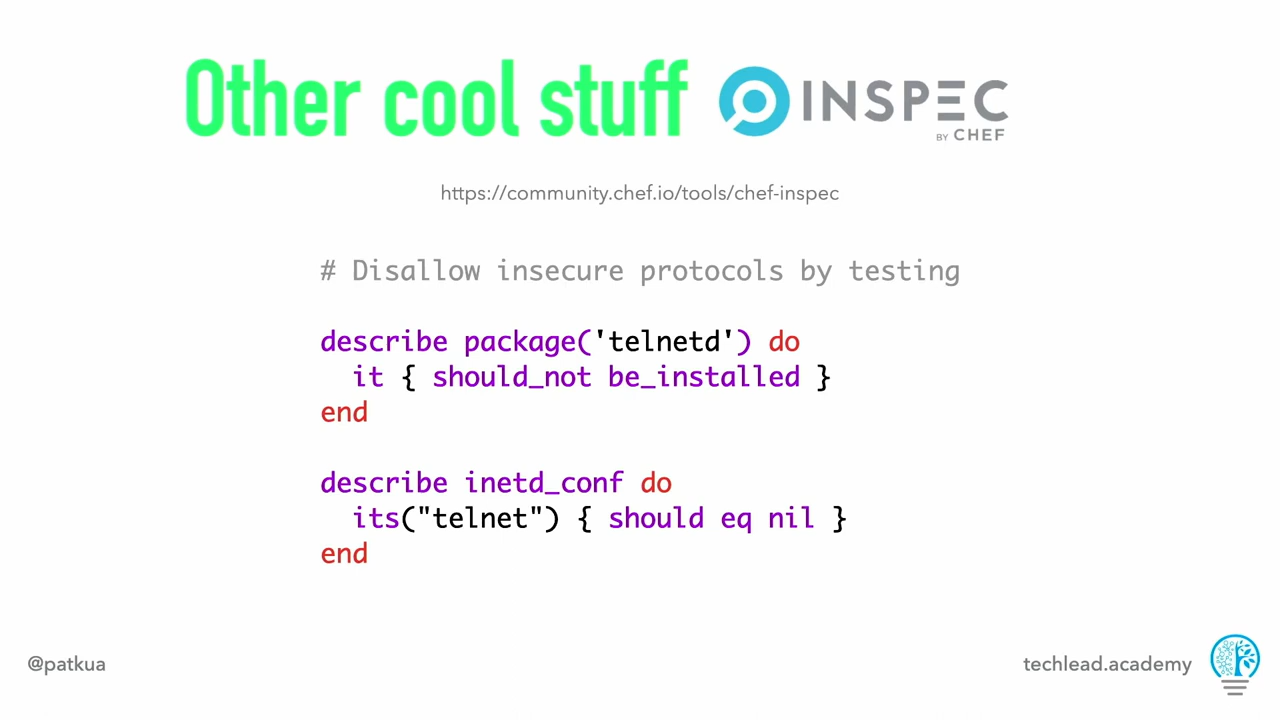 Other cool stuff INSPEC
BY CHEF
https://community.chef.io/tools/chef-inspec
# Disallow insecure protocols by testing
describe package('telnetd') do
  it { should_not be_installed }
end
describe inetd_conf do
  its("telnet") { should eq nil }
end
@patkua
techlead.academy